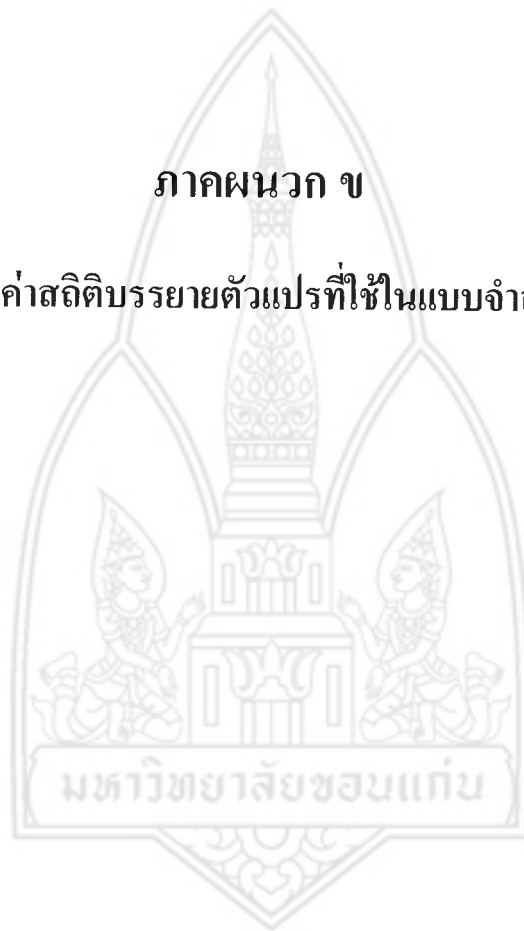 ภาคผนวก ข
ค่าสถิติบรรยายตัวแปรที่ใช้ในแบบ
มหาวิทยาลัยขอนแก่น